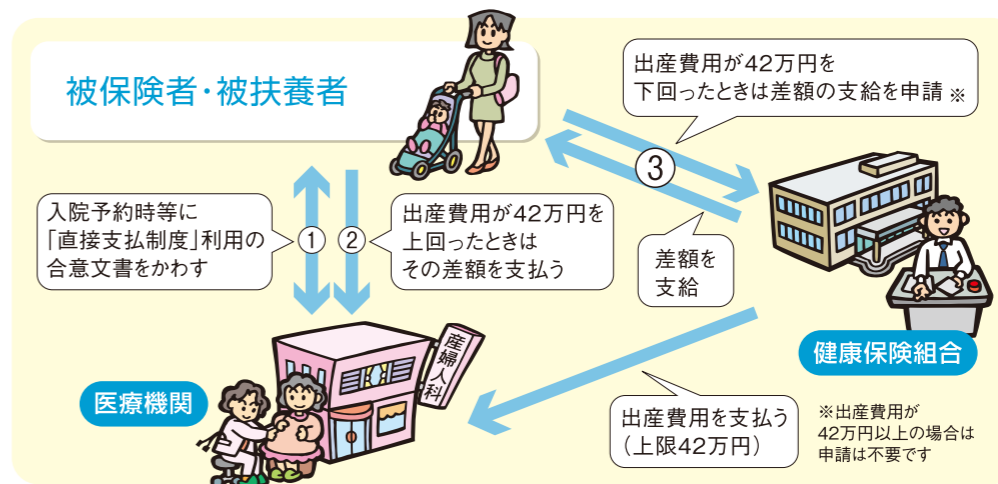 被保険者・被扶養者
出産費用が42万円を
下回ったときは差額の支給を申請 ※
③
入院予約時等に
「直接支払制度」利用の
合意文書をかわす
①
②
出産費用が42万円を
上回ったときは
その差額を支払う
差額を
支給
産婦人科
医療機関
健康保険組合
出産費用を支払う
（上限42万円）
※出産費用が
42万円以上の場合は
申請は不要です